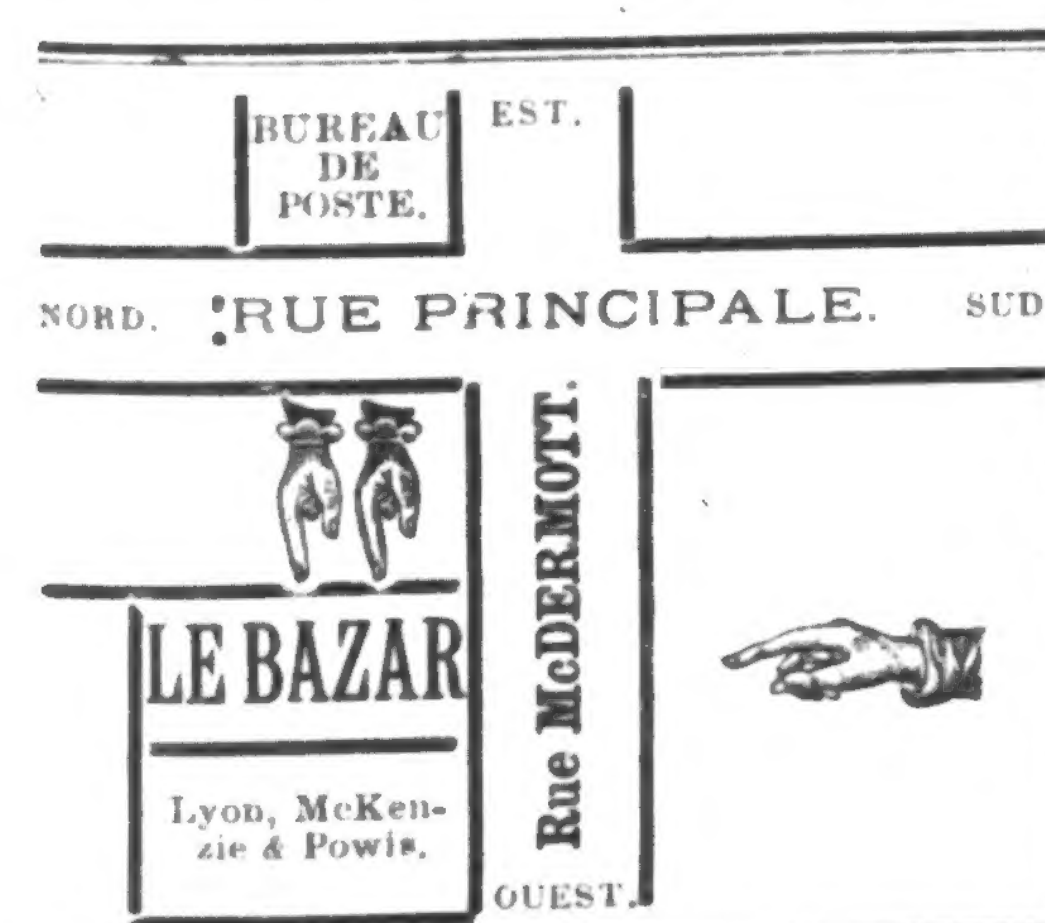 BUREAU
DE
POSTE.
EST.
NORD.
RUE PRINCIPALE.
SUD
Rue McDERMOTT.
LE BAZAR
Lyon, McKen-
zie & Powis.
OUEST.